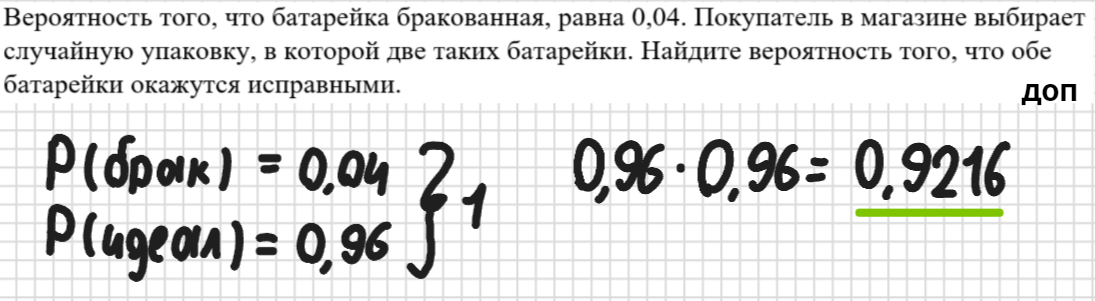 Вероятность того, что батарейка бракованная, равна 0,04. Покупатель в магазине выбирает
случайную упаковку, в которой две таких батарейки. Найдите вероятность того, что обе
батарейки окажутся исправными.
доп
P(брак) = 0,04 } 1
P(идеал) = 0,96
0,96 · 0,96 = 0,9216